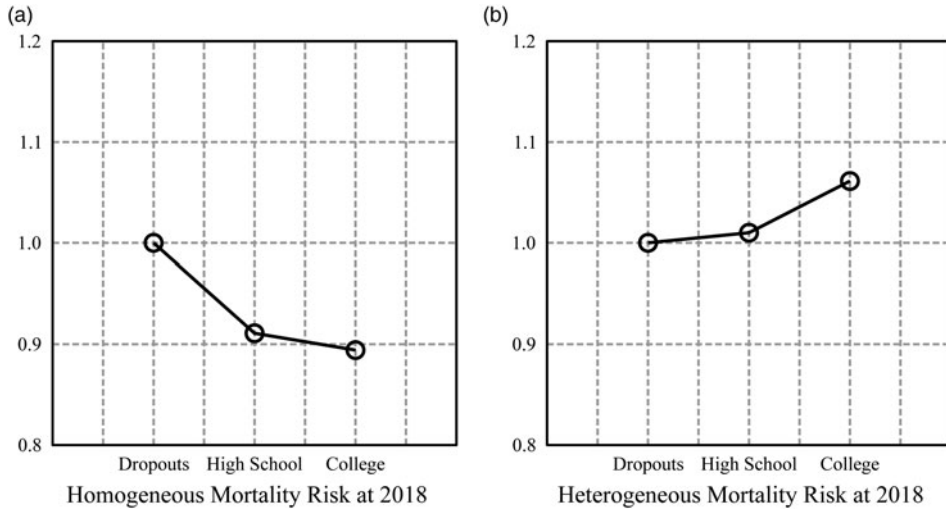 (a)
1.2
1.1
1.0
0.9
0.8
Dropouts High School College
Homogeneous Mortality Risk at 2018
(b)
1.2
1.1
1.0
0.9
0.8
Dropouts High School College
Heterogeneous Mortality Risk at 2018